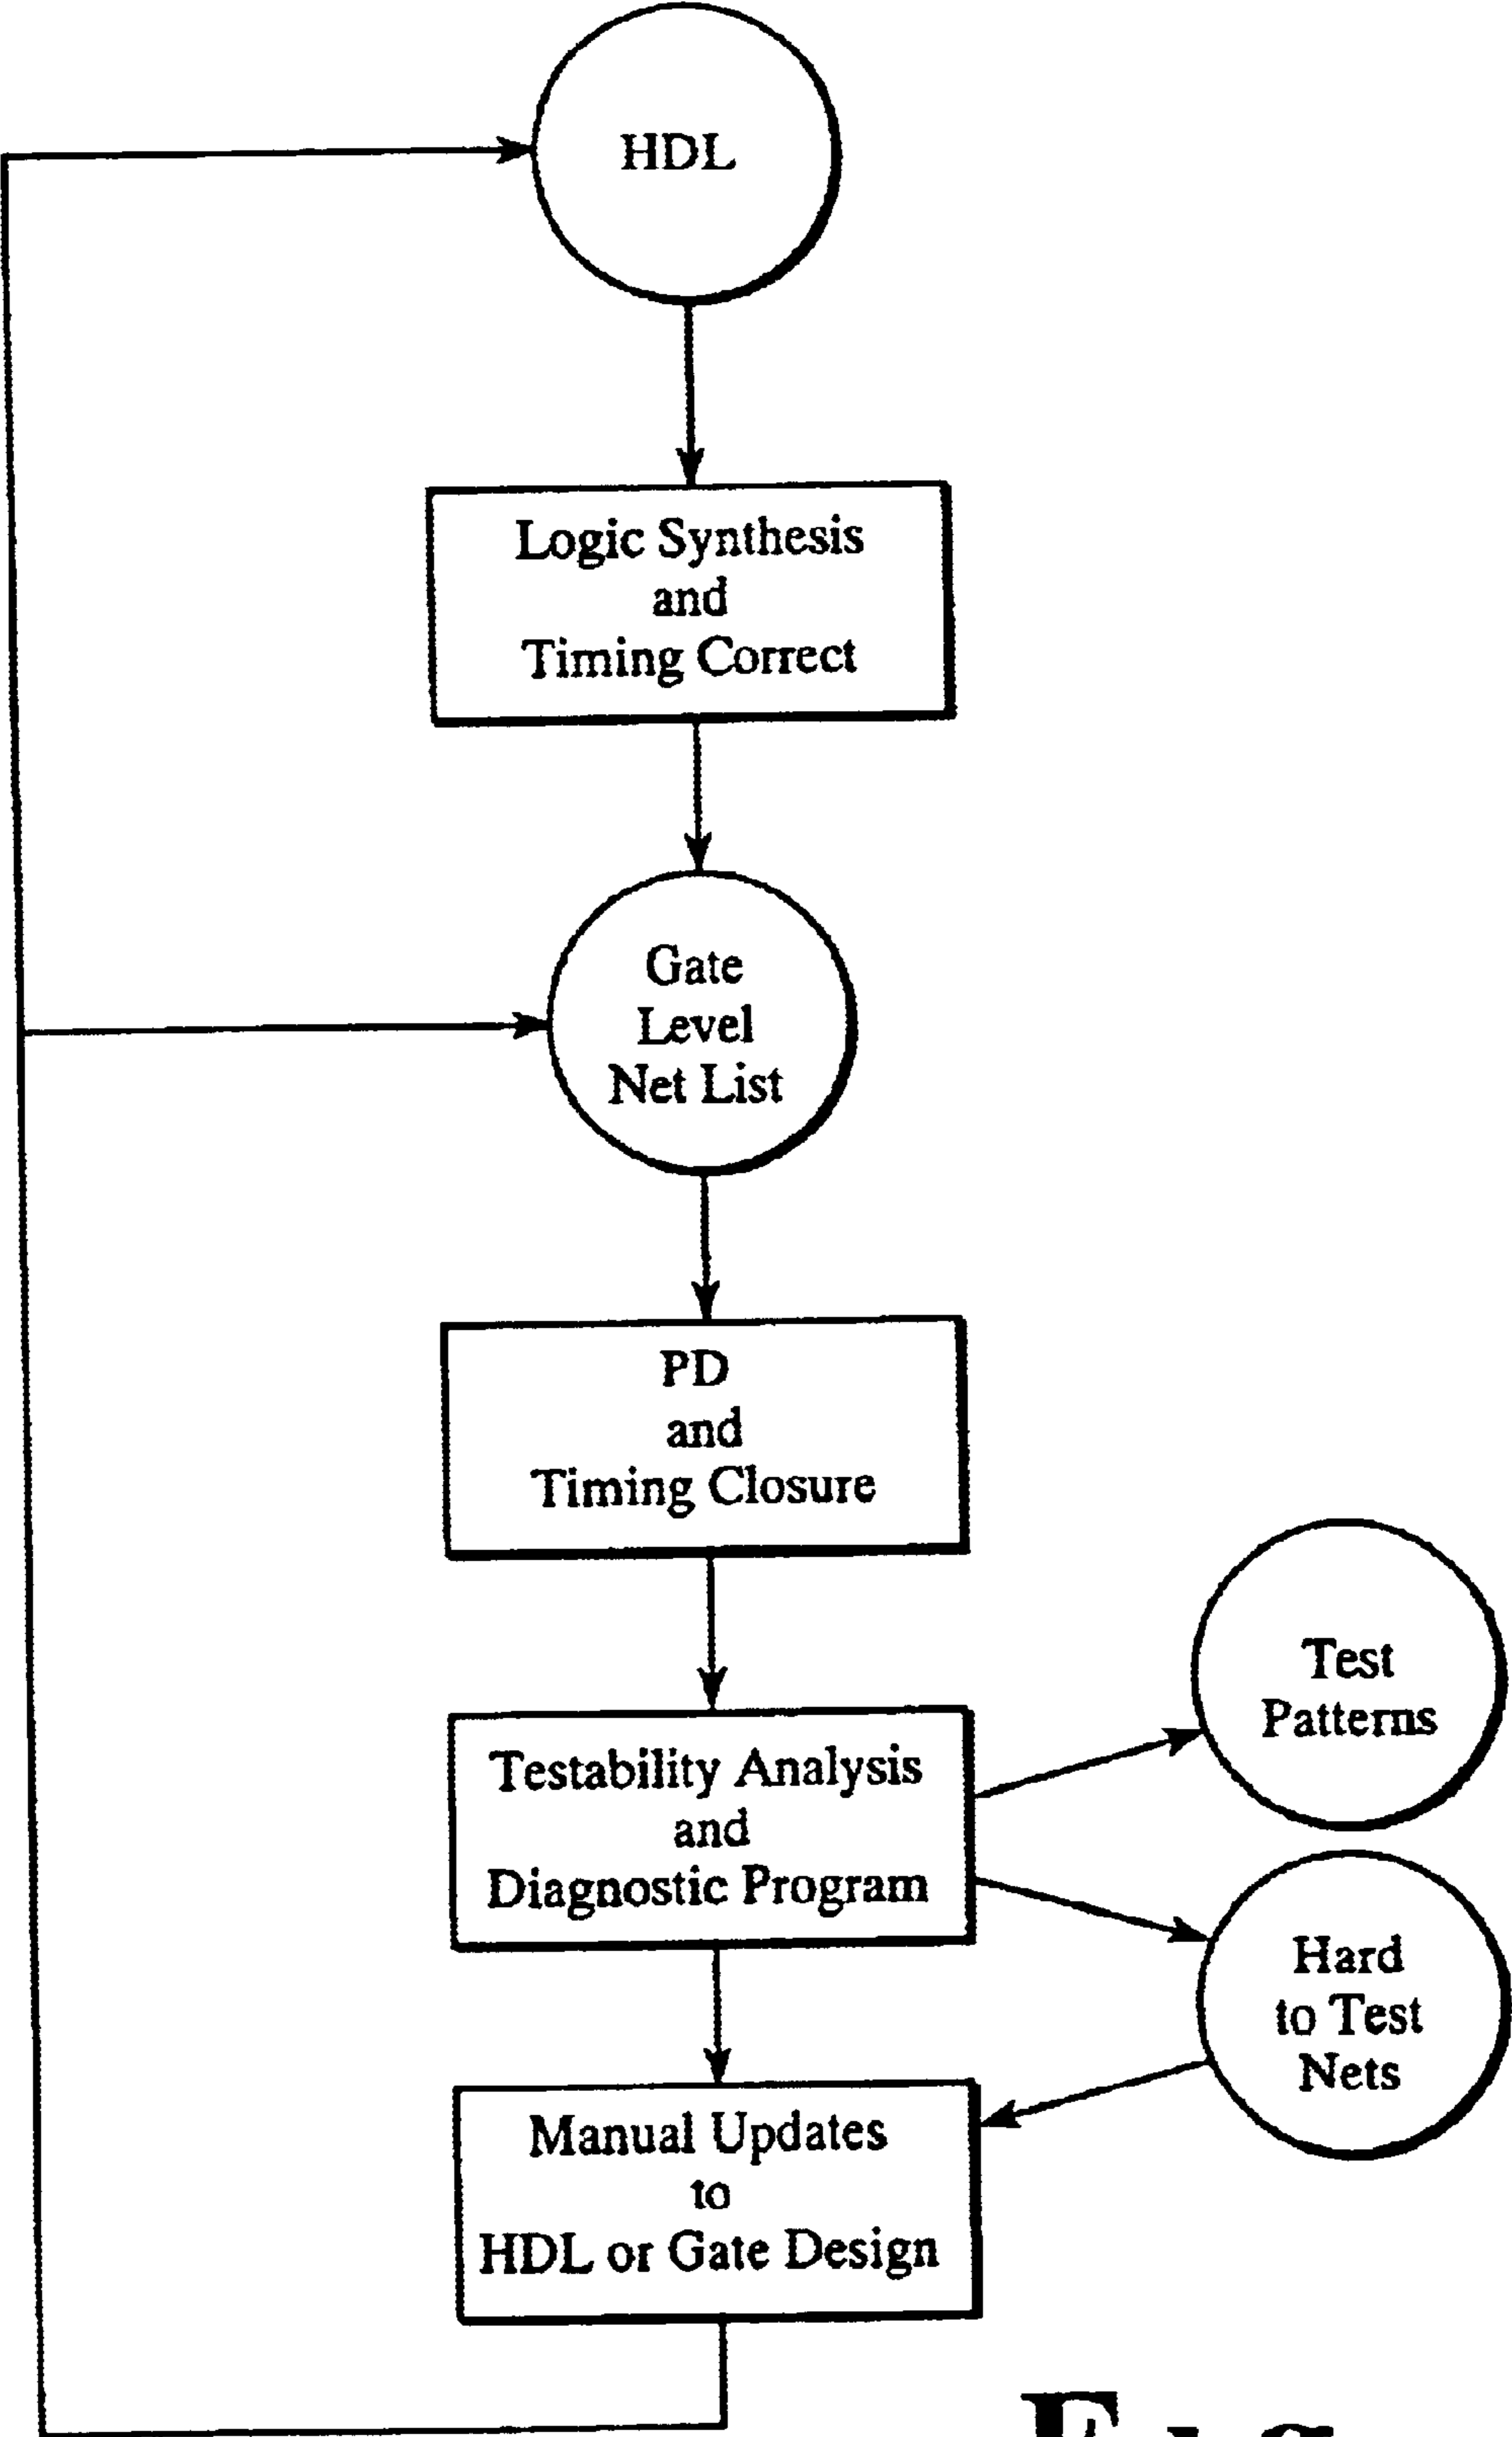 HDL
Logic Synthesis
and
Timing Correct
Gate
Level
Net List
PD
and
Timing Closure
Test
Patterns
Testability Analysis
and
Diagnostic Program
Hard
to Test
Nets
Manual Updates
to
HDL or Gate Design